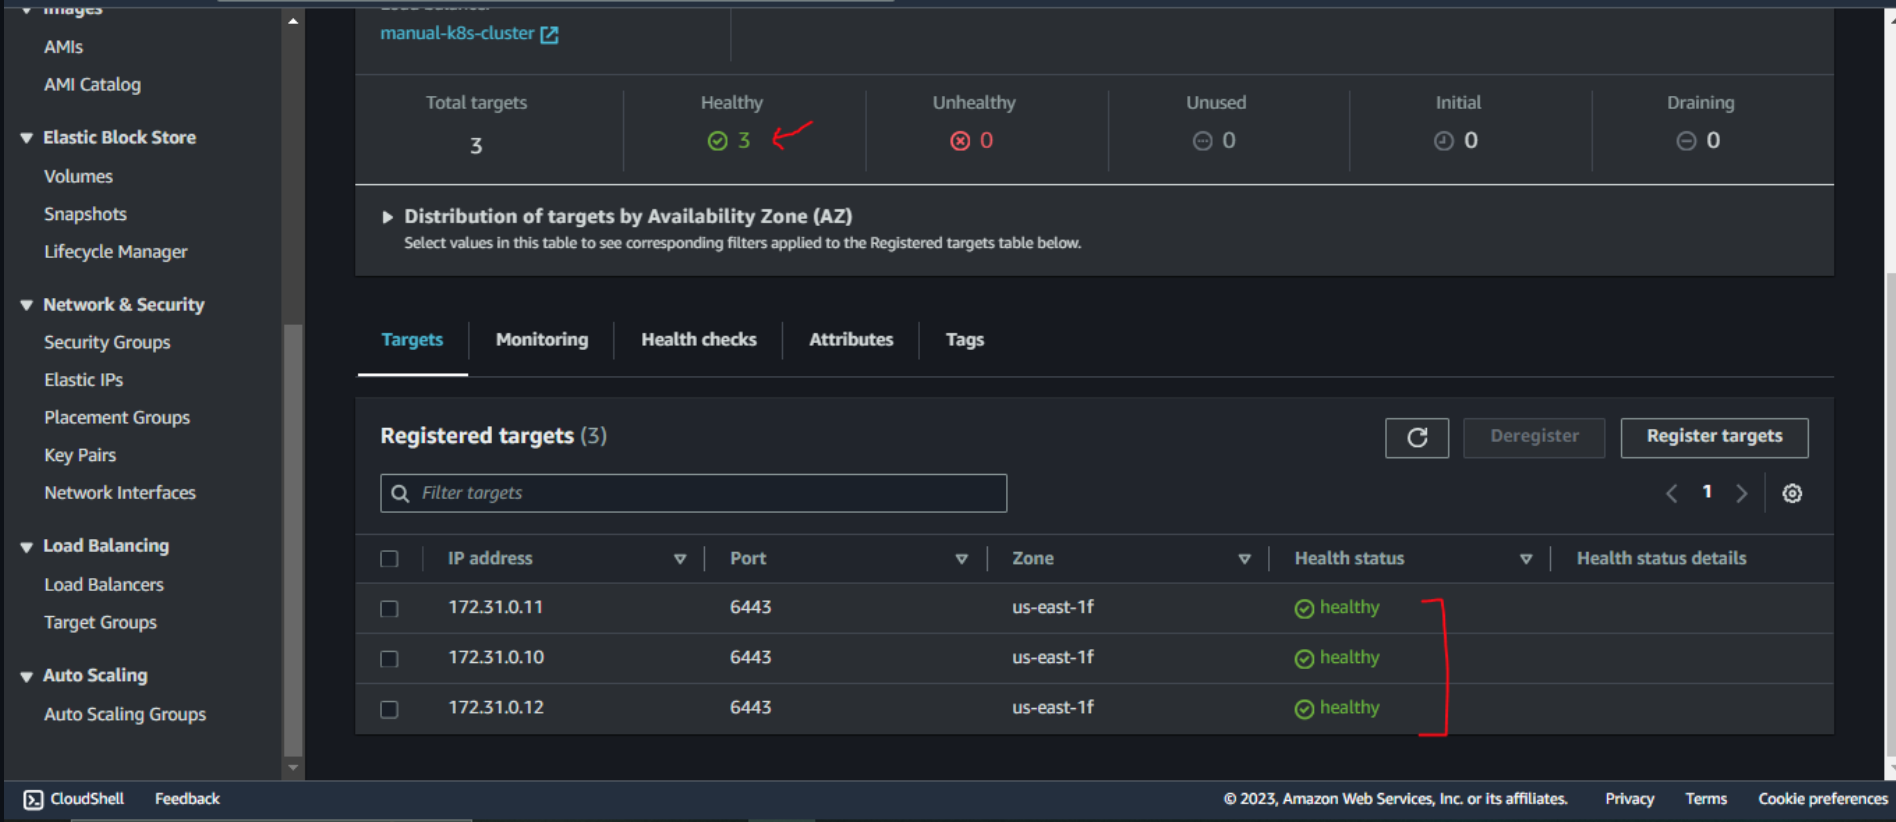 Images
AMIs
AMI Catalog
Elastic Block Store
Volumes
Snapshots
Lifecycle Manager
Network & Security
Security Groups
Elastic IPs
Placement Groups
Key Pairs
Network Interfaces
Load Balancing
Load Balancers
Target Groups
Auto Scaling
Auto Scaling Groups
Load balancer
manual-k8s-cluster
Total targets Healthy Unhealthy Unused Initial Draining
3 3 0 0 0 0
Distribution of targets by Availability Zone (AZ)
Select values in this table to see corresponding filters applied to the Registered targets table below.
Targets Monitoring Health checks Attributes Tags
Registered targets (3) Deregister Register targets
Filter targets 1
IP address Port Zone Health status Health status details
172.31.0.11 6443 us-east-1f healthy
172.31.0.10 6443 us-east-1f healthy
172.31.0.12 6443 us-east-1f healthy
CloudShell Feedback © 2023, Amazon Web Services, Inc. or its affiliates. Privacy Terms Cookie preferences